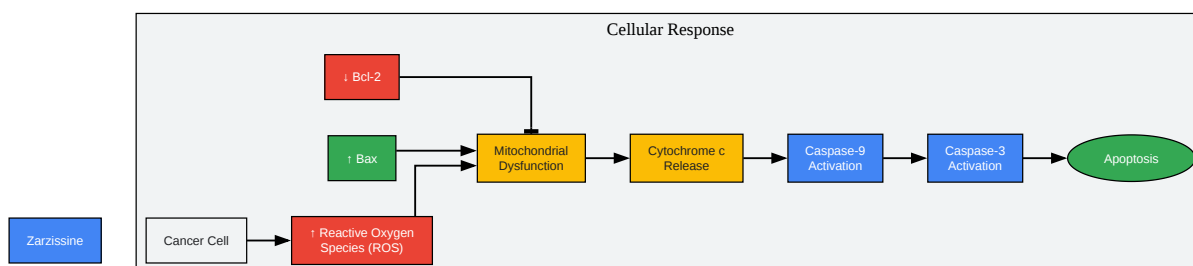 Cellular Response
↓ Bcl-2
↑ Bax
Mitochondrial
Dysfunction
Cytochrome c
Release
Caspase-9
Activation
Caspase-3
Activation
Apoptosis
Zarzissine
Cancer Cell
↑ Reactive Oxygen
Species (ROS)